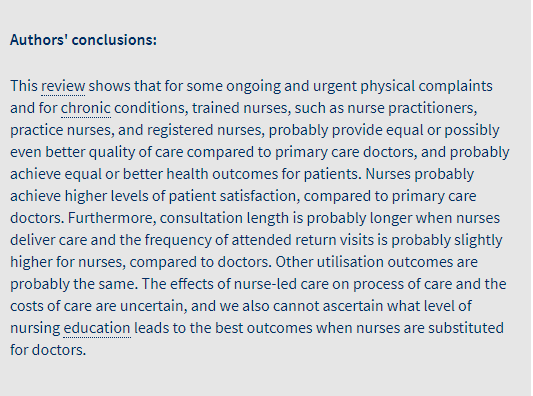 Authors' conclusions:
This review shows that for some ongoing and urgent physical complaints
and for chronic conditions, trained nurses, such as nurse practitioners,
practice nurses, and registered nurses, probably provide equal or possibly
even better quality of care compared to primary care doctors, and probably
achieve equal or better health outcomes for patients. Nurses probably
achieve higher levels of patient satisfaction, compared to primary care
doctors. Furthermore, consultation length is probably longer when nurses
deliver care and the frequency of attended return visits is probably slightly
higher for nurses, compared to doctors. Other utilisation outcomes are
probably the same. The effects of nurse-led care on process of care and the
costs of care are uncertain, and we also cannot ascertain what level of
nursing education leads to the best outcomes when nurses are substituted
for doctors.